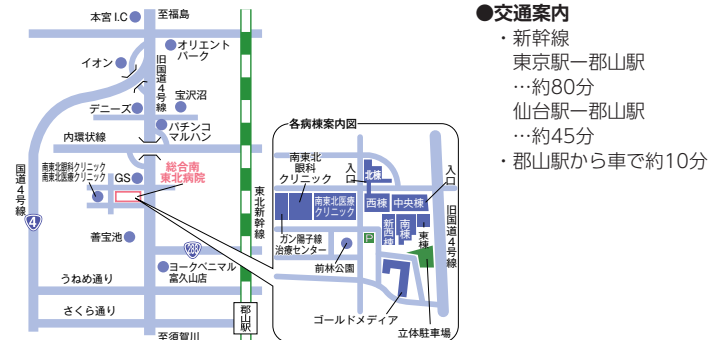 本宮 I.C
至福島
オリエント
パーク
イオン
旧国道4号線
宝沢沼
デニーズ
パチンコ
マルハン
内環状線
南東北眼科クリニック
南東北医療クリニック
GS
総合南
東北病院
国道4号線
4
東北新幹線
善宝池
288
ヨークベニマル
富久山店
うねめ通り
さくら通り
郡山駅
至須賀川
各病棟案内図
南東北
眼科
クリニック
入口
北棟
入口
南東北医療
クリニック
西棟
中央棟
旧国道4号線
新西棟
南棟
東棟
ガン陽子線
治療センター
P
前林公園
ゴールドメディア
立体駐車場
●交通案内
・新幹線
東京駅ー郡山駅
…約80分
仙台駅ー郡山駅
…約45分
・郡山駅から車で約10分